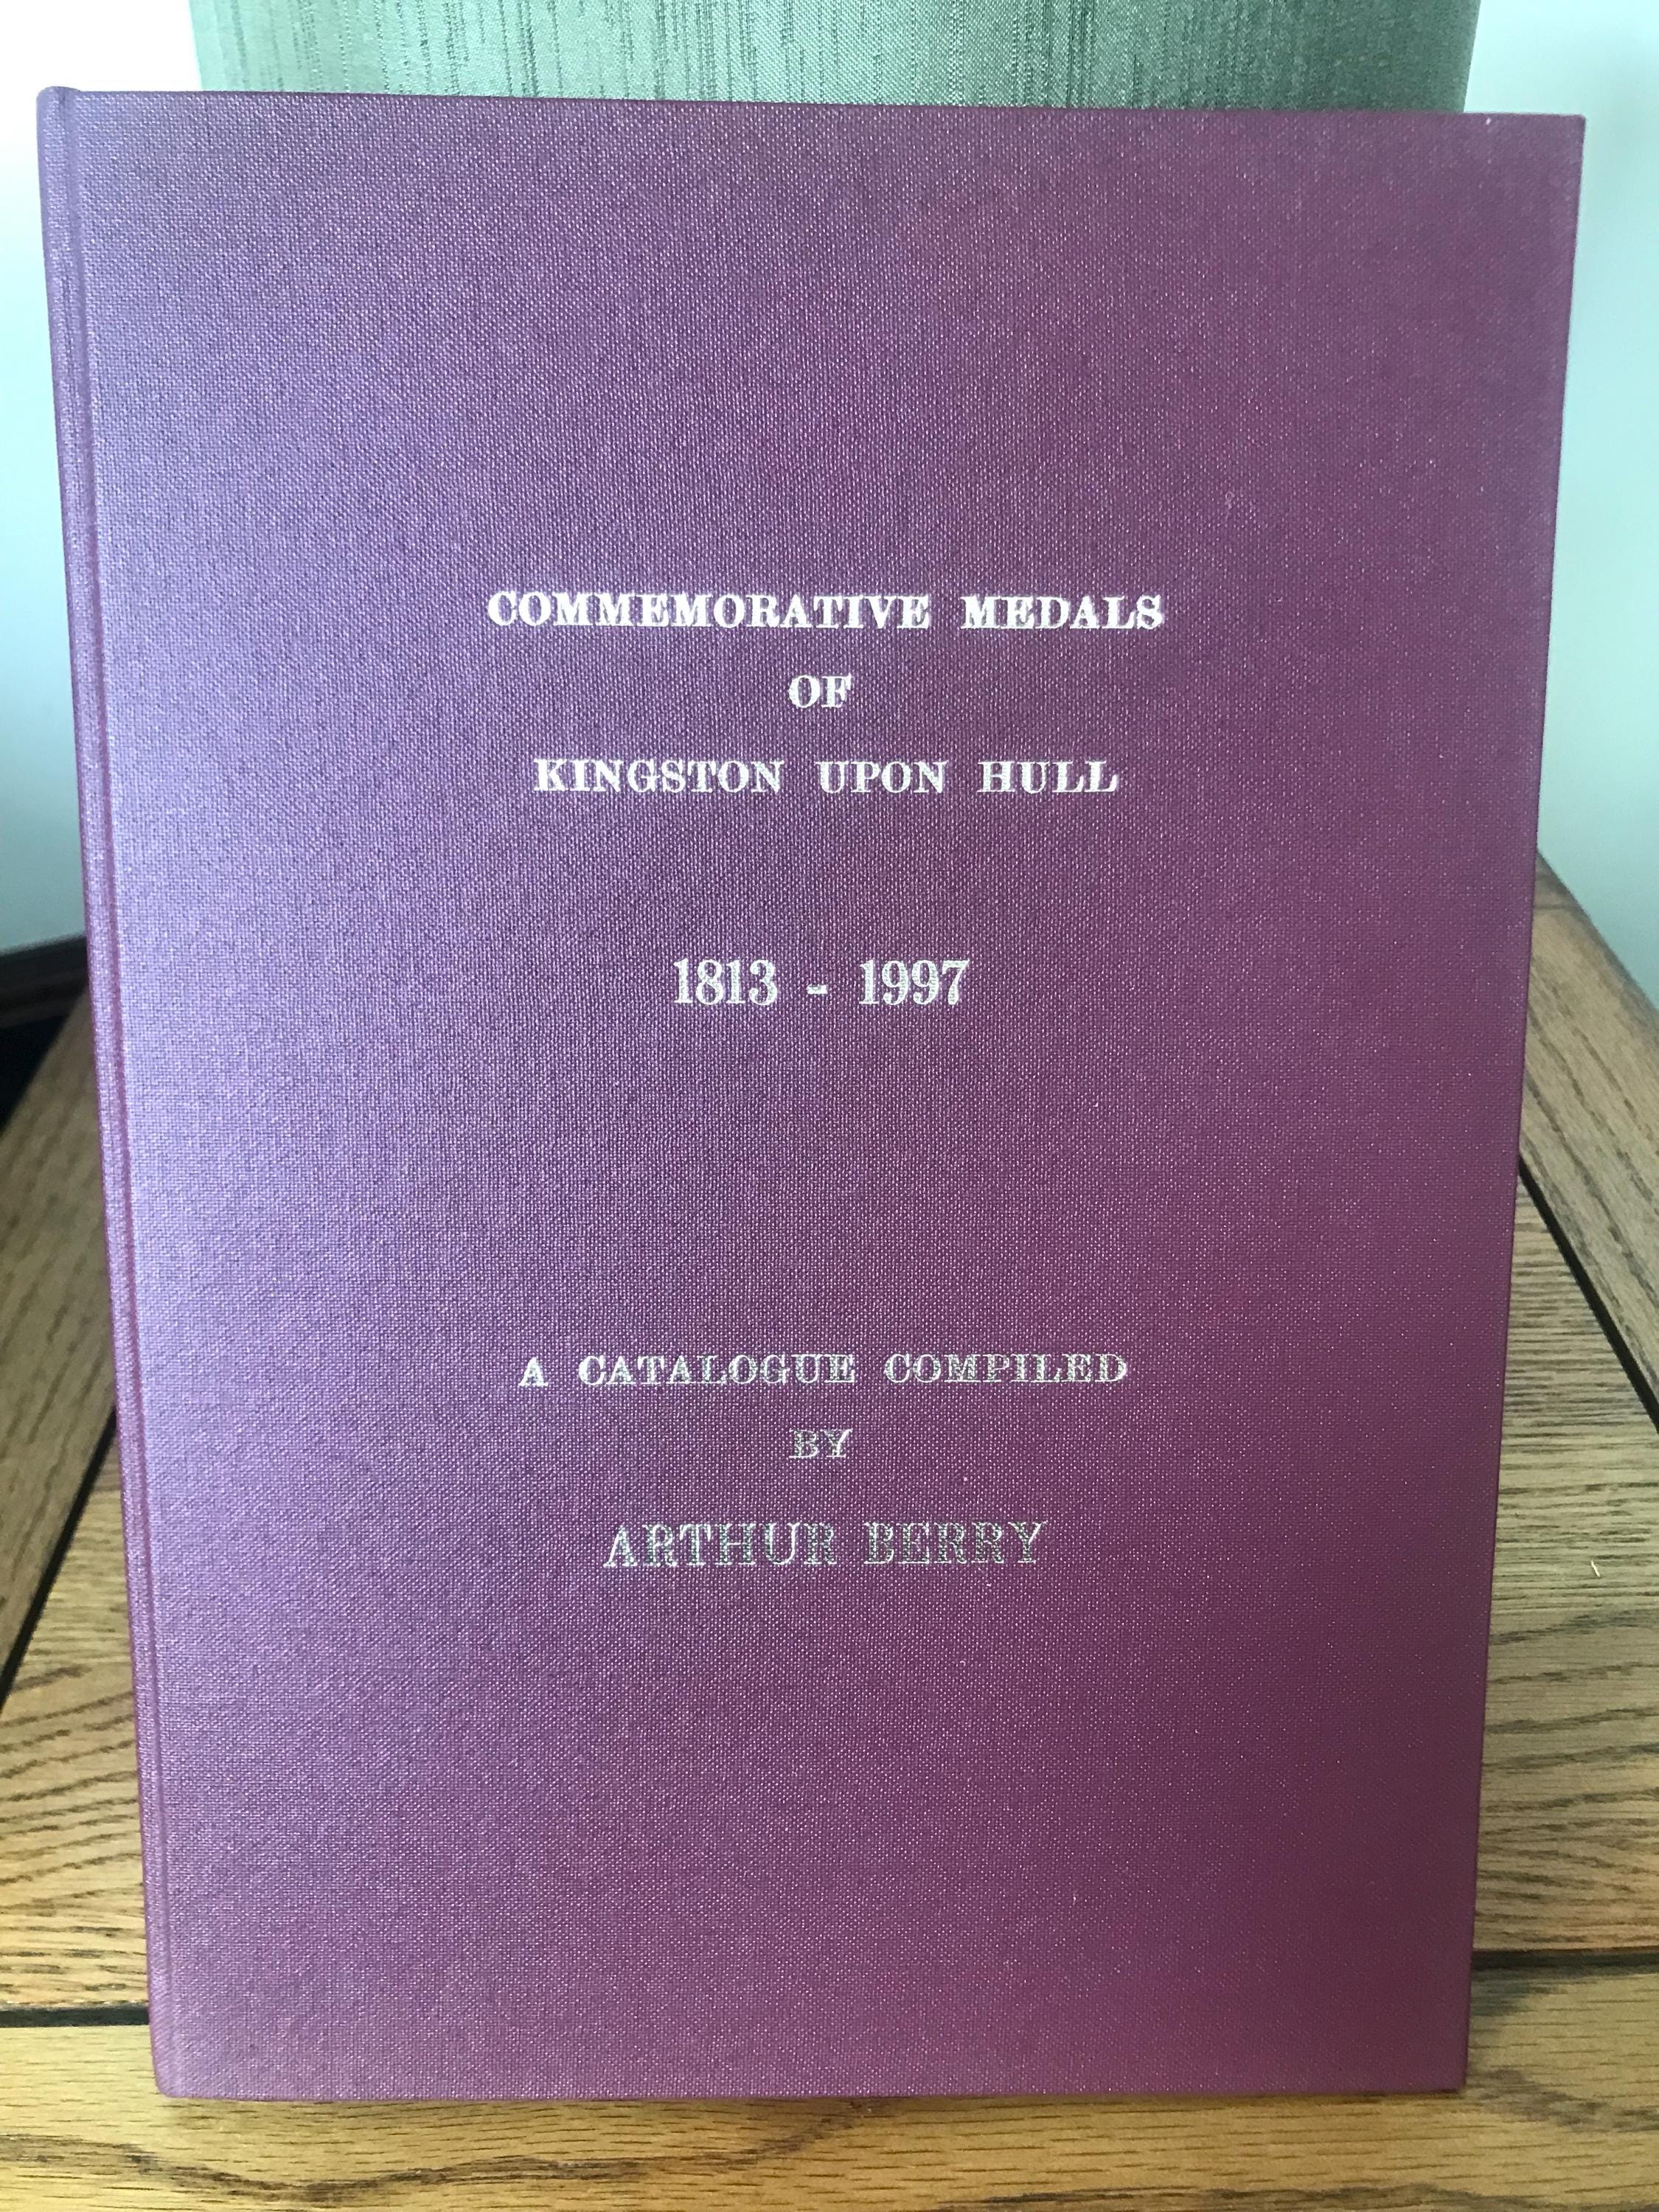 COMMEMORATIVE MEDALS
OF
KINGSTON UPON HULL
1813 - 1997
A CATALOGUE COMPILED
BY
ARTHUR BERRY